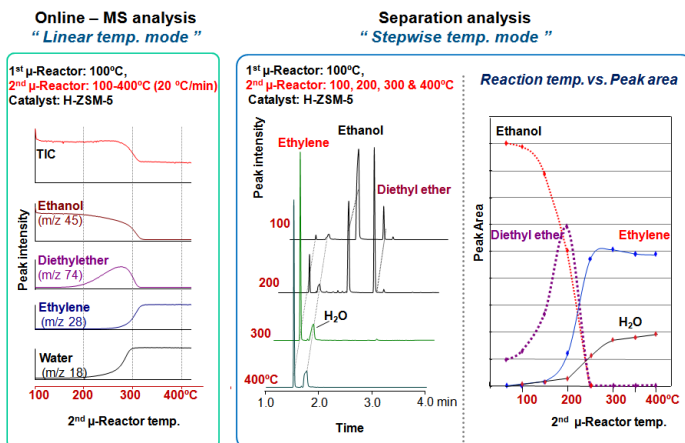 Online – MS analysis
“ Linear temp. mode ”
Separation analysis
“ Stepwise temp. mode ”
1st μ-Reactor: 100ºC,
2nd μ-Reactor: 100-400ºC (20 ºC/min)
Catalyst: H-ZSM-5
Peak intensity
TIC
Ethanol
(m/z 45)
Diethylether
(m/z 74)
Ethylene
(m/z 28)
Water
(m/z 18)
100 200 300 400ºC
2nd μ-Reactor temp.
1st μ-Reactor: 100ºC,
2nd μ-Reactor: 100, 200, 300 & 400ºC
Catalyst: H-ZSM-5
Peak intensity
Ethanol
Ethylene
Diethyl ether
100
200
H2O
300
400ºC
1.0 2.0 3.0 4.0 min
Time
Reaction temp. vs. Peak area
Ethanol
Diethyl ether
Ethylene
H2O
Peak Area
100 200 300 400ºC
2nd μ-Reactor temp.